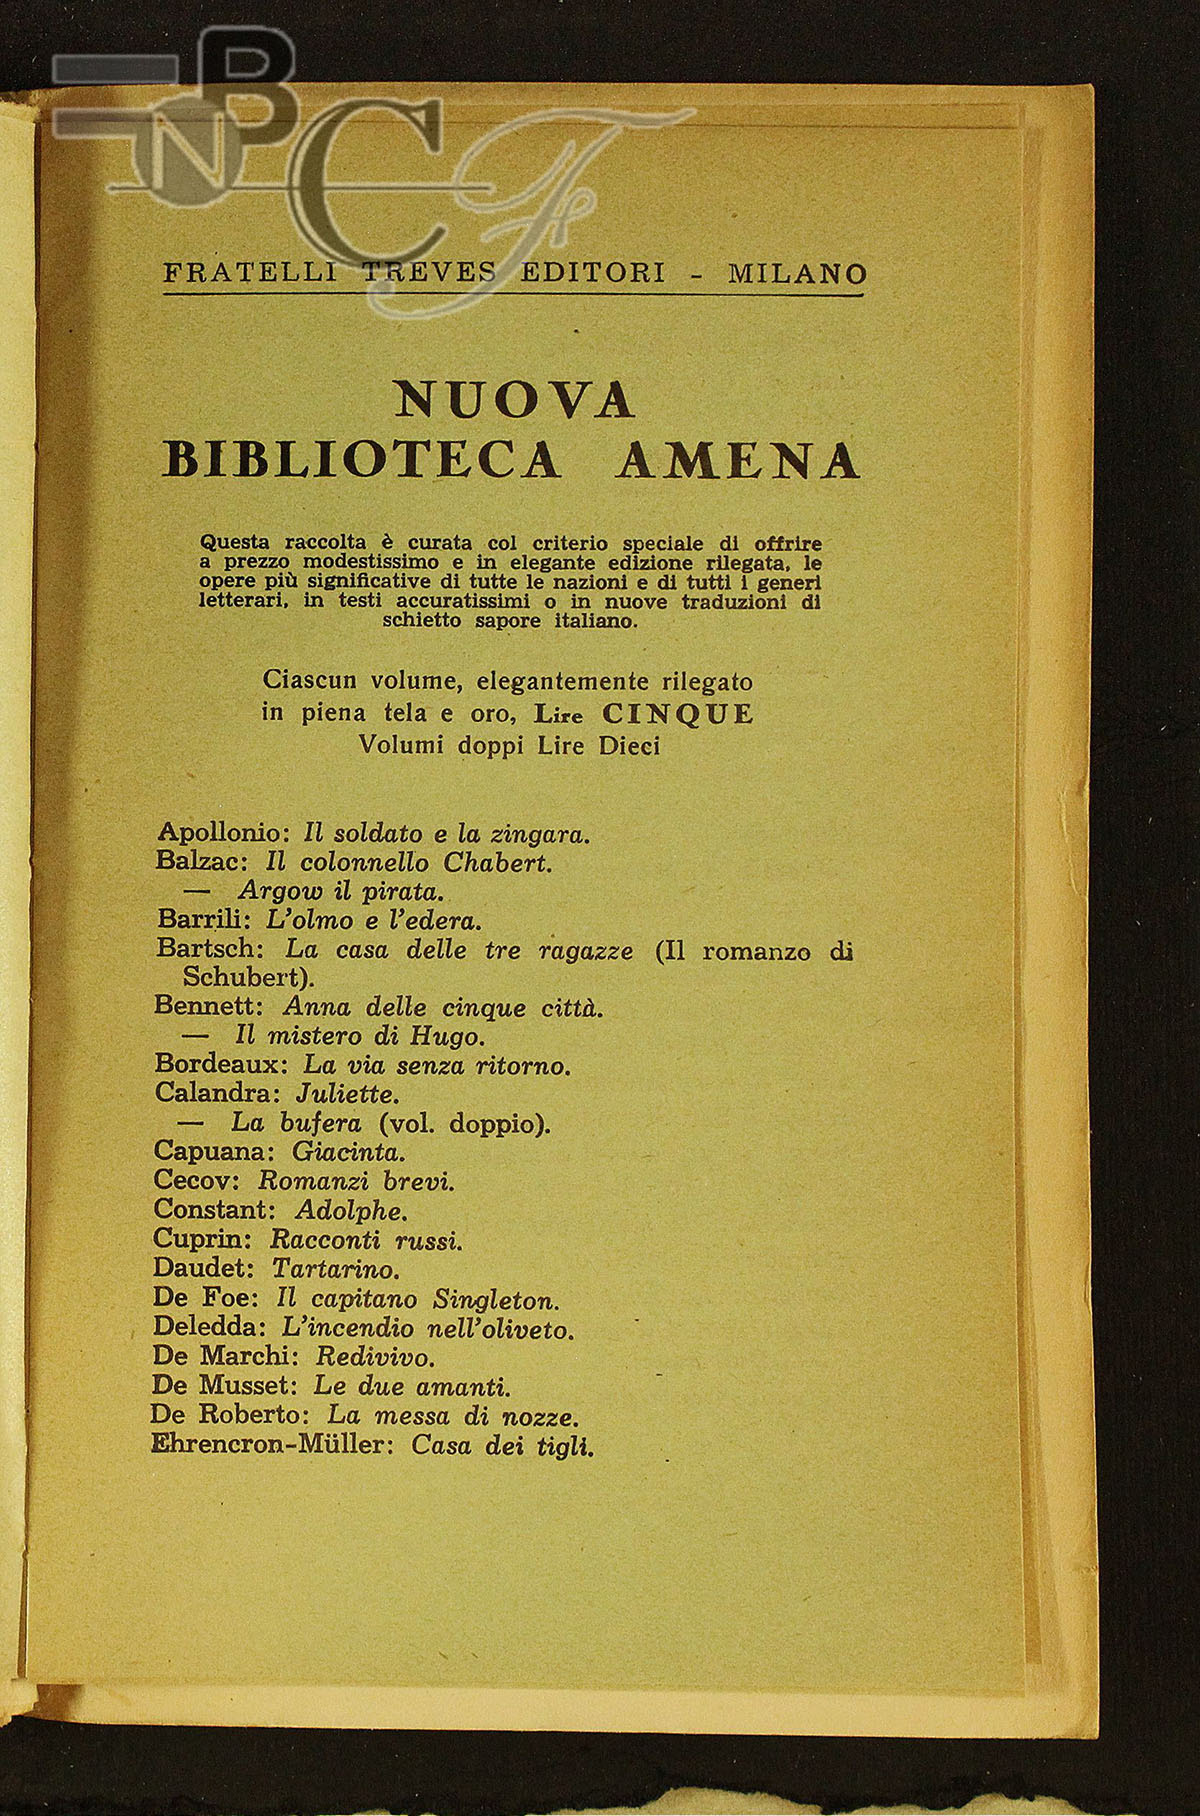 NBCF
FRATELLI TREVES EDITORI - MILANO
NUOVA
BIBLIOTECA AMENA
Questa raccolta è curata col criterio speciale di offrire
a prezzo modestissimo e in elegante edizione rilegata, le
opere più significative di tutte le nazioni e di tutti i generi
letterari, in testi accuratissimi o in nuove traduzioni di
schietto sapore italiano.
Ciascun volume, elegantemente rilegato
in piena tela e oro, Lire CINQUE
Volumi doppi Lire Dieci
Apollonio: Il soldato e la zingara.
Balzac: Il colonnello Chabert.
— Argow il pirata.
Barrili: L'olmo e l'edera.
Bartsch: La casa delle tre ragazze (Il romanzo di
Schubert).
Bennett: Anna delle cinque città.
— Il mistero di Hugo.
Bordeaux: La via senza ritorno.
Calandra: Juliette.
— La bufera (vol. doppio).
Capuana: Giacinta.
Cecov: Romanzi brevi.
Constant: Adolphe.
Cuprin: Racconti russi.
Daudet: Tartarino.
De Foe: Il capitano Singleton.
Deledda: L'incendio nell'oliveto.
De Marchi: Redivivo.
De Musset: Le due amanti.
De Roberto: La messa di nozze.
Ehrencron-Müller: Casa dei tigli.